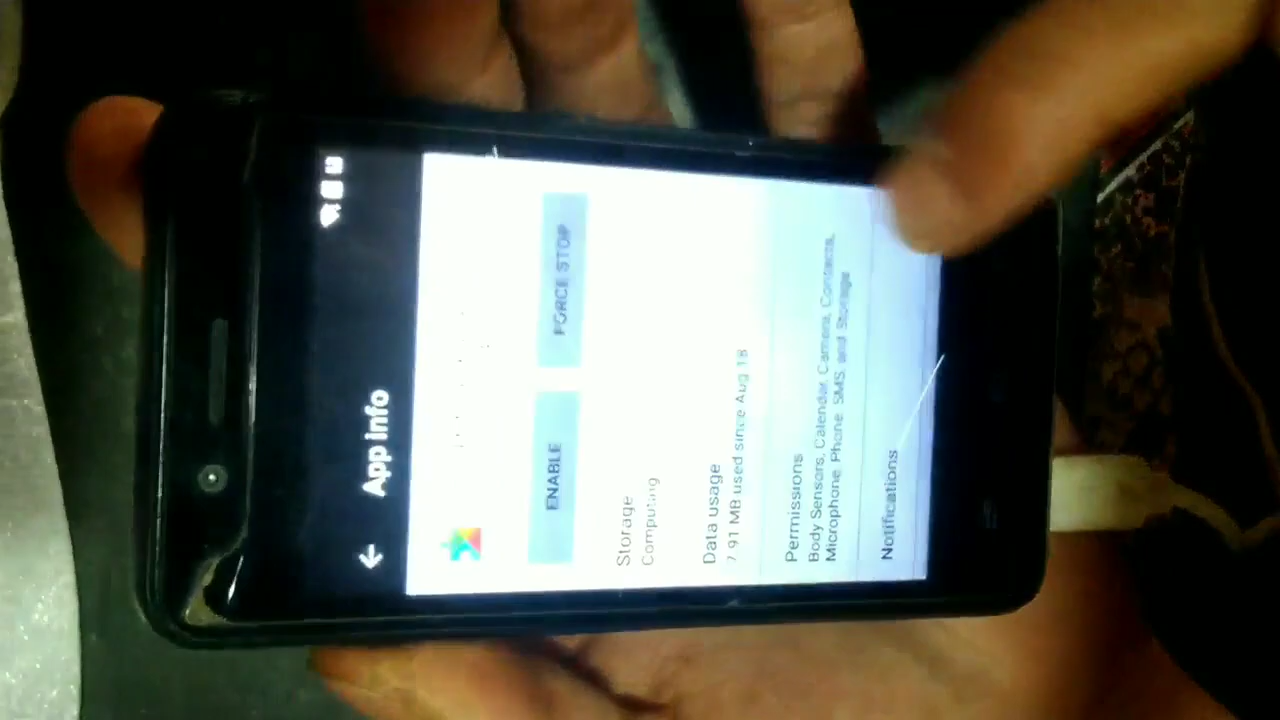 App info
ENABLE
FORCE STOP
Storage
Computing
Data usage
7.91 MB used since Aug 18
Permissions
Body Sensors, Calendar, Camera, Contacts,
Microphone, Phone, SMS, and Storage
Notifications